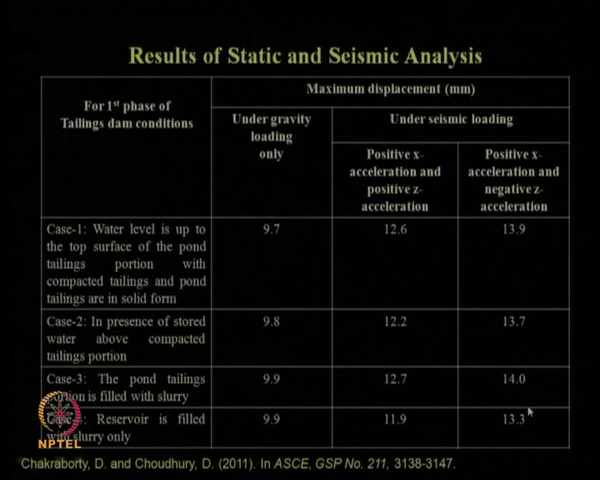 Results of Static and Seismic Analysis
For 1st phase of
Tailings dam conditions
Maximum displacement (mm)
Under gravity
loading
only
Under seismic loading
Positive x-
acceleration and
positive z-
acceleration
Positive x-
acceleration and
negative z-
acceleration
Case-1: Water level is up to
the top surface of the pond
tailings portion with
compacted tailings and pond
tailings are in solid form
9.7
12.6
13.9
Case-2: In presence of stored
water above compacted
tailings portion
9.8
12.2
13.7
Case-3: The pond tailings
portion is filled with slurry
9.9
12.7
14.0
Reservoir is filled
with slurry only
9.9
11.9
13.3
NPTEL
Chakraborty, D. and Choudhury, D. (2011). In ASCE, GSP No. 211, 3138-3147.